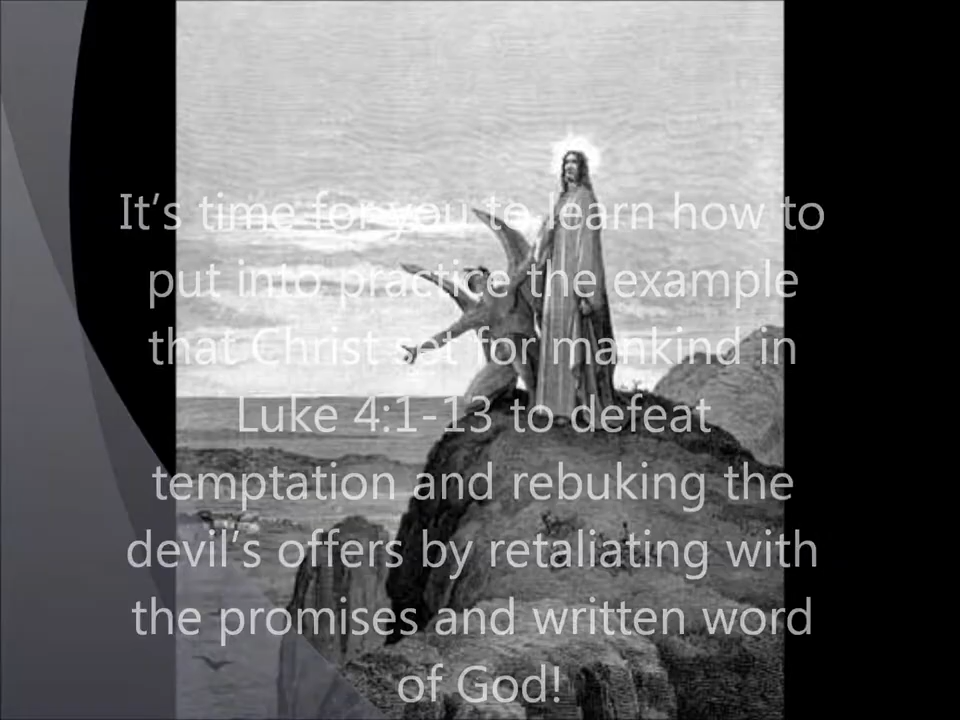 It’s time for you to learn how to
put into practice the example
that Christ set for mankind in
Luke 4:1-13 to defeat
temptation and rebuking the
devil’s offers by retaliating with
the promises and written word
of God!